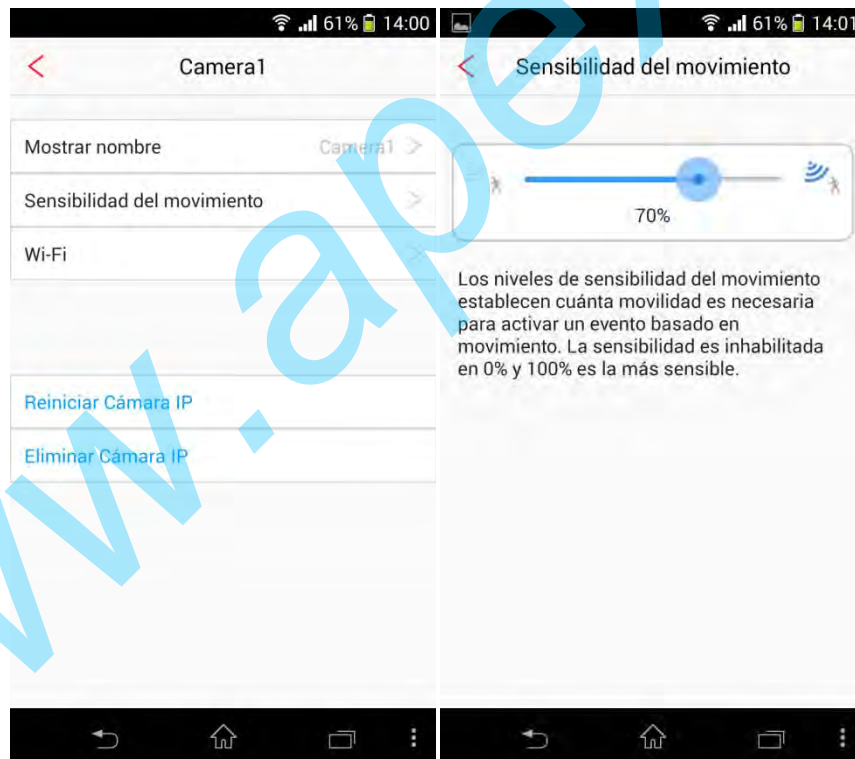 61% 14:00
Camera1
Mostrar nombre Camera1
Sensibilidad del movimiento
Wi-Fi
Reiniciar Cámara IP
Eliminar Cámara IP
61% 14:01
Sensibilidad del movimiento
70%
Los niveles de sensibilidad del movimiento
establecen cuánta movilidad es necesaria
para activar un evento basado en
movimiento. La sensibilidad es inhabilitada
en 0% y 100% es la más sensible.
w.apex